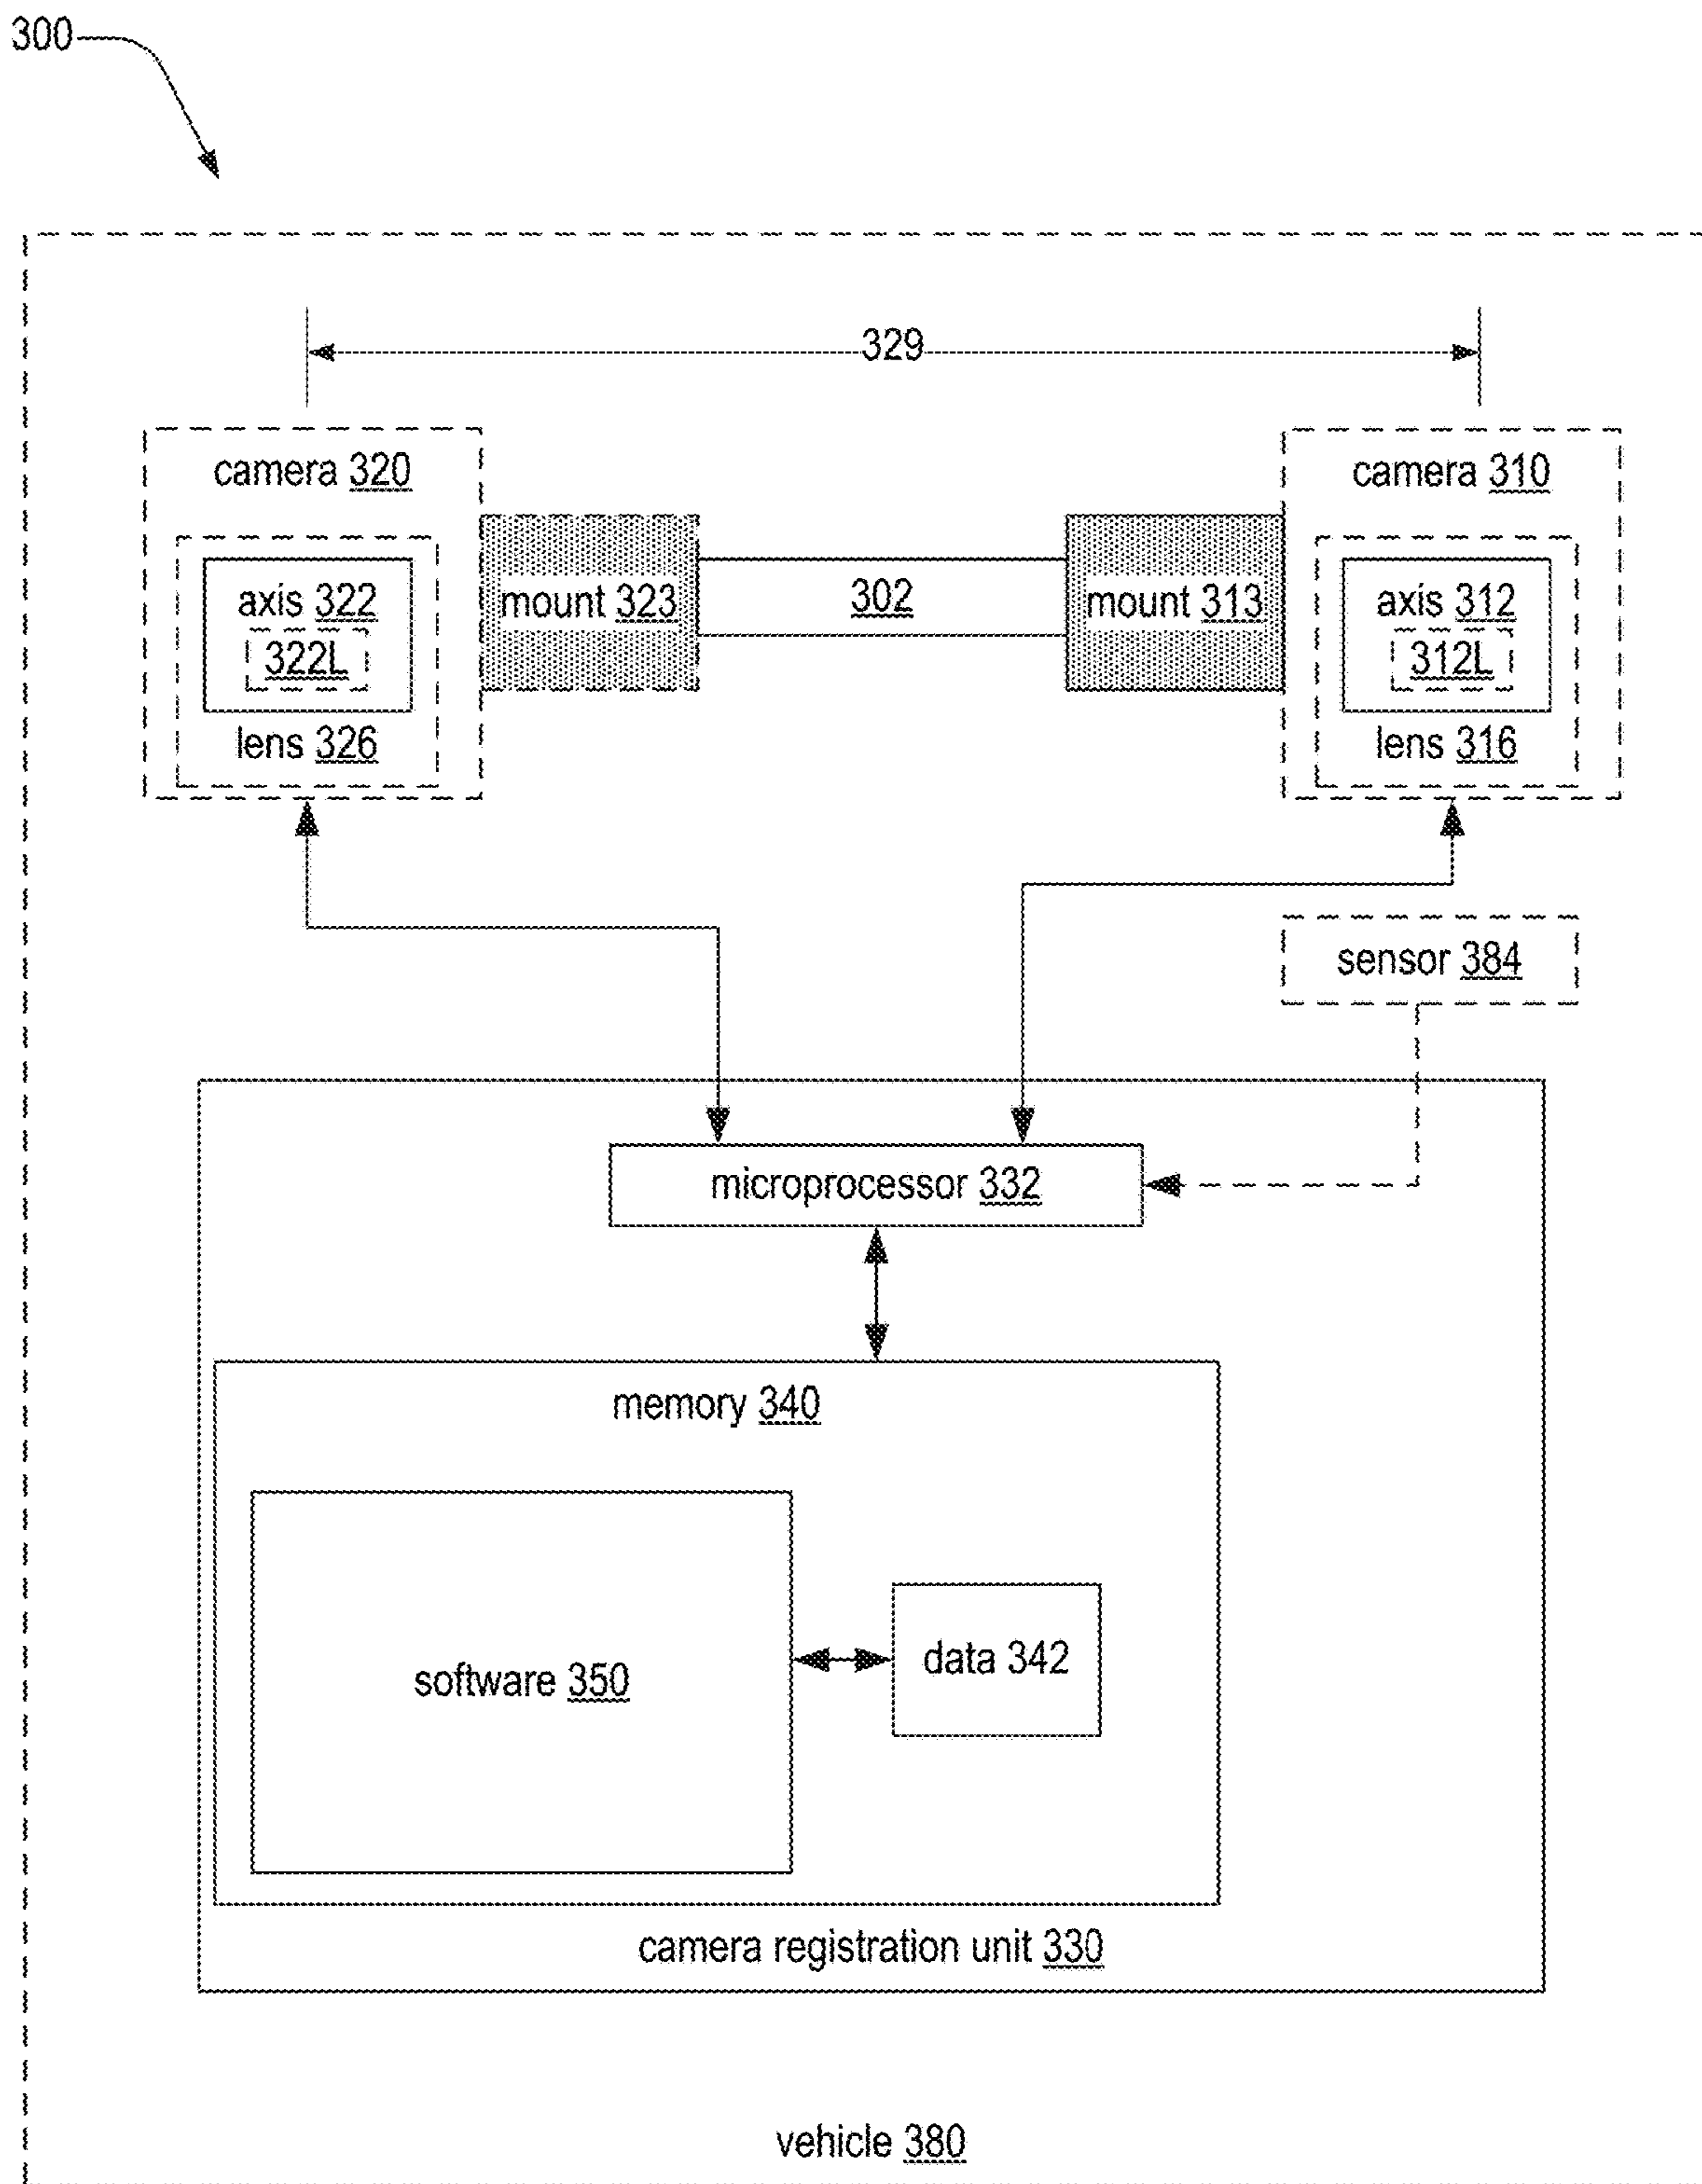 300
329
camera 320
camera 310
axis 322
322L
lens 326
mount 323
302
mount 313
axis 312
312L
lens 316
sensor 384
microprocessor 332
memory 340
software 350
data 342
camera registration unit 330
vehicle 380